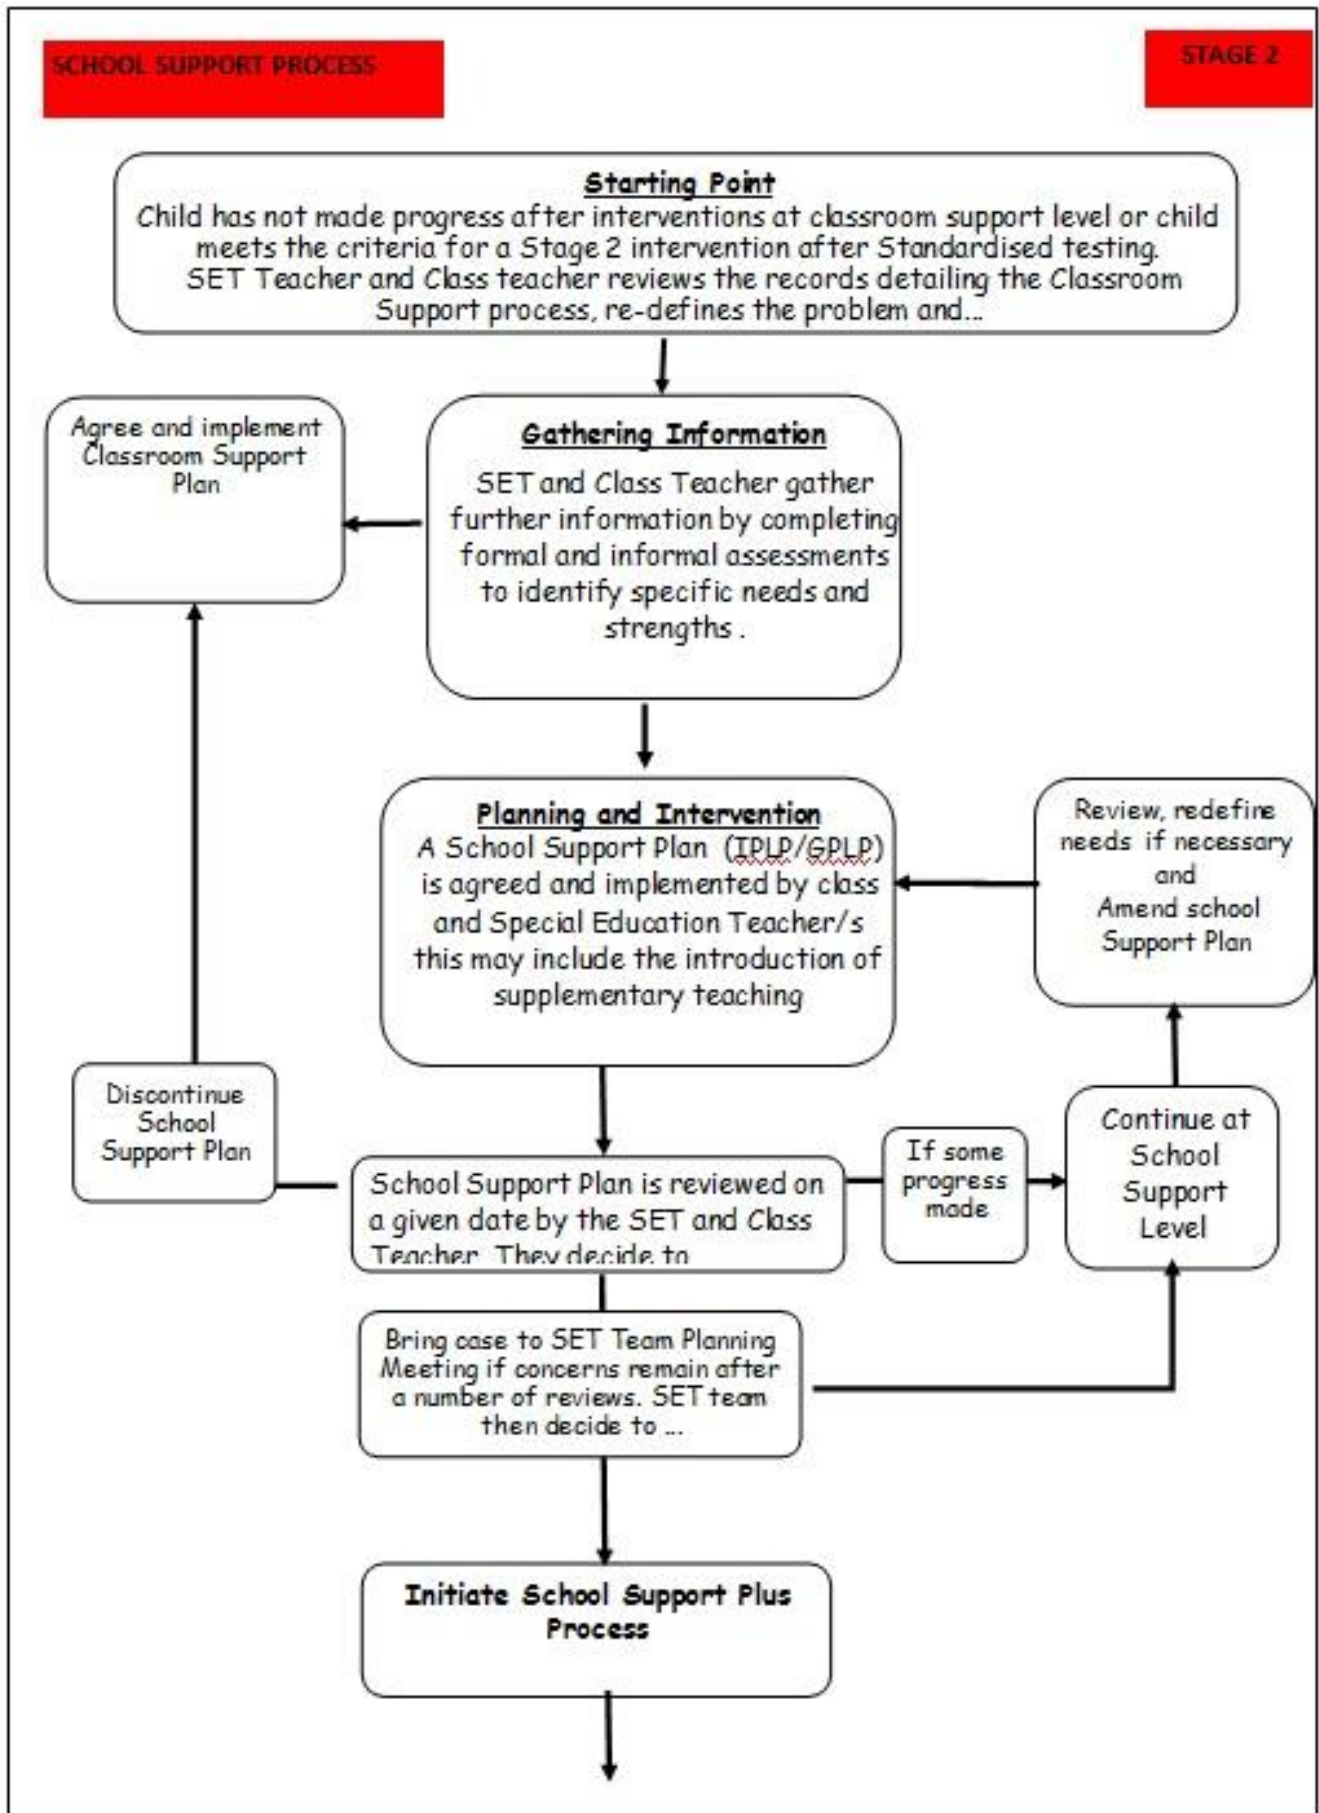 SCHOOL SUPPORT PROCESS
STAGE 2
Starting Point
Child has not made progress after interventions at classroom support level or child
meets the criteria for a Stage 2 intervention after Standardised testing.
SET Teacher and Class teacher reviews the records detailing the Classroom
Support process, re-defines the problem and...
Agree and implement
Classroom Support
Plan
Gathering Information
SET and Class Teacher gather
further information by completing
formal and informal assessments
to identify specific needs and
strengths .
Planning and Intervention
A School Support Plan (IPLP/GPLP)
is agreed and implemented by class
and Special Education Teacher/s
this may include the introduction of
supplementary teaching
Review, redefine
needs if necessary
and
Amend school
Support Plan
Discontinue
School
Support Plan
School Support Plan is reviewed on
a given date by the SET and Class
Teacher. They decide to
If some
progress
made
Continue at
School
Support
Level
Bring case to SET Team Planning
Meeting if concerns remain after
a number of reviews. SET team
then decide to ...
Initiate School Support Plus
Process